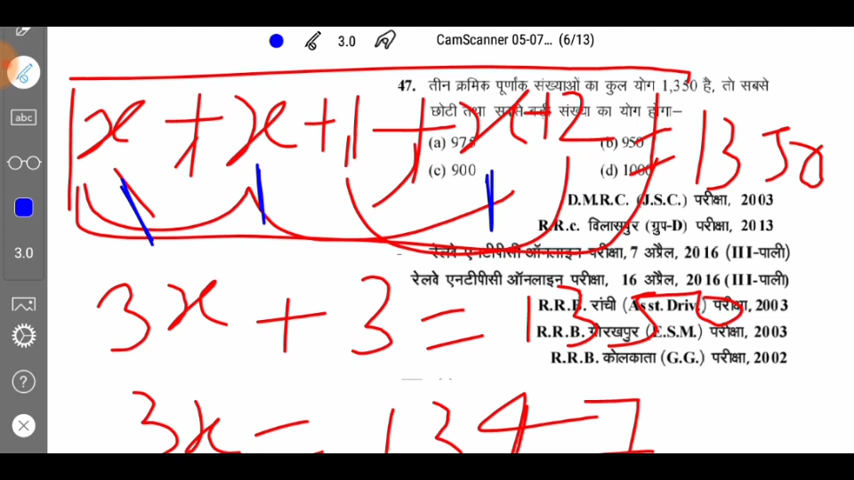 3.0 CamScanner 05-07... (6/13)
abc
3.0
47. तीन क्रमिक पूर्णांक संख्याओं का कुल योग 1,350 है, तो सबसे
छोटी तथा सबसे बड़ी संख्या का योग होगा–
(a) 975 (b) 950
(c) 900 (d) 1000
D.M.R.C. (J.S.C.) परीक्षा, 2003
R.R.c. विलासपुर (ग्रुप-D) परीक्षा, 2013
रेलवे एनटीपीसी ऑनलाइन परीक्षा, 7 अप्रैल, 2016 (III-पाली)
रेलवे एनटीपीसी ऑनलाइन परीक्षा, 16 अप्रैल, 2016 (III-पाली)
R.R.B. रांची (Asst. Driv.) परीक्षा, 2003
R.R.B. गोरखपुर (E.S.M.) परीक्षा, 2003
R.R.B. कोलकाता (G.G.) परीक्षा, 2002
x + x + 1 + x + 2 = 1350
3x + 3 = 1350
3x = 1347